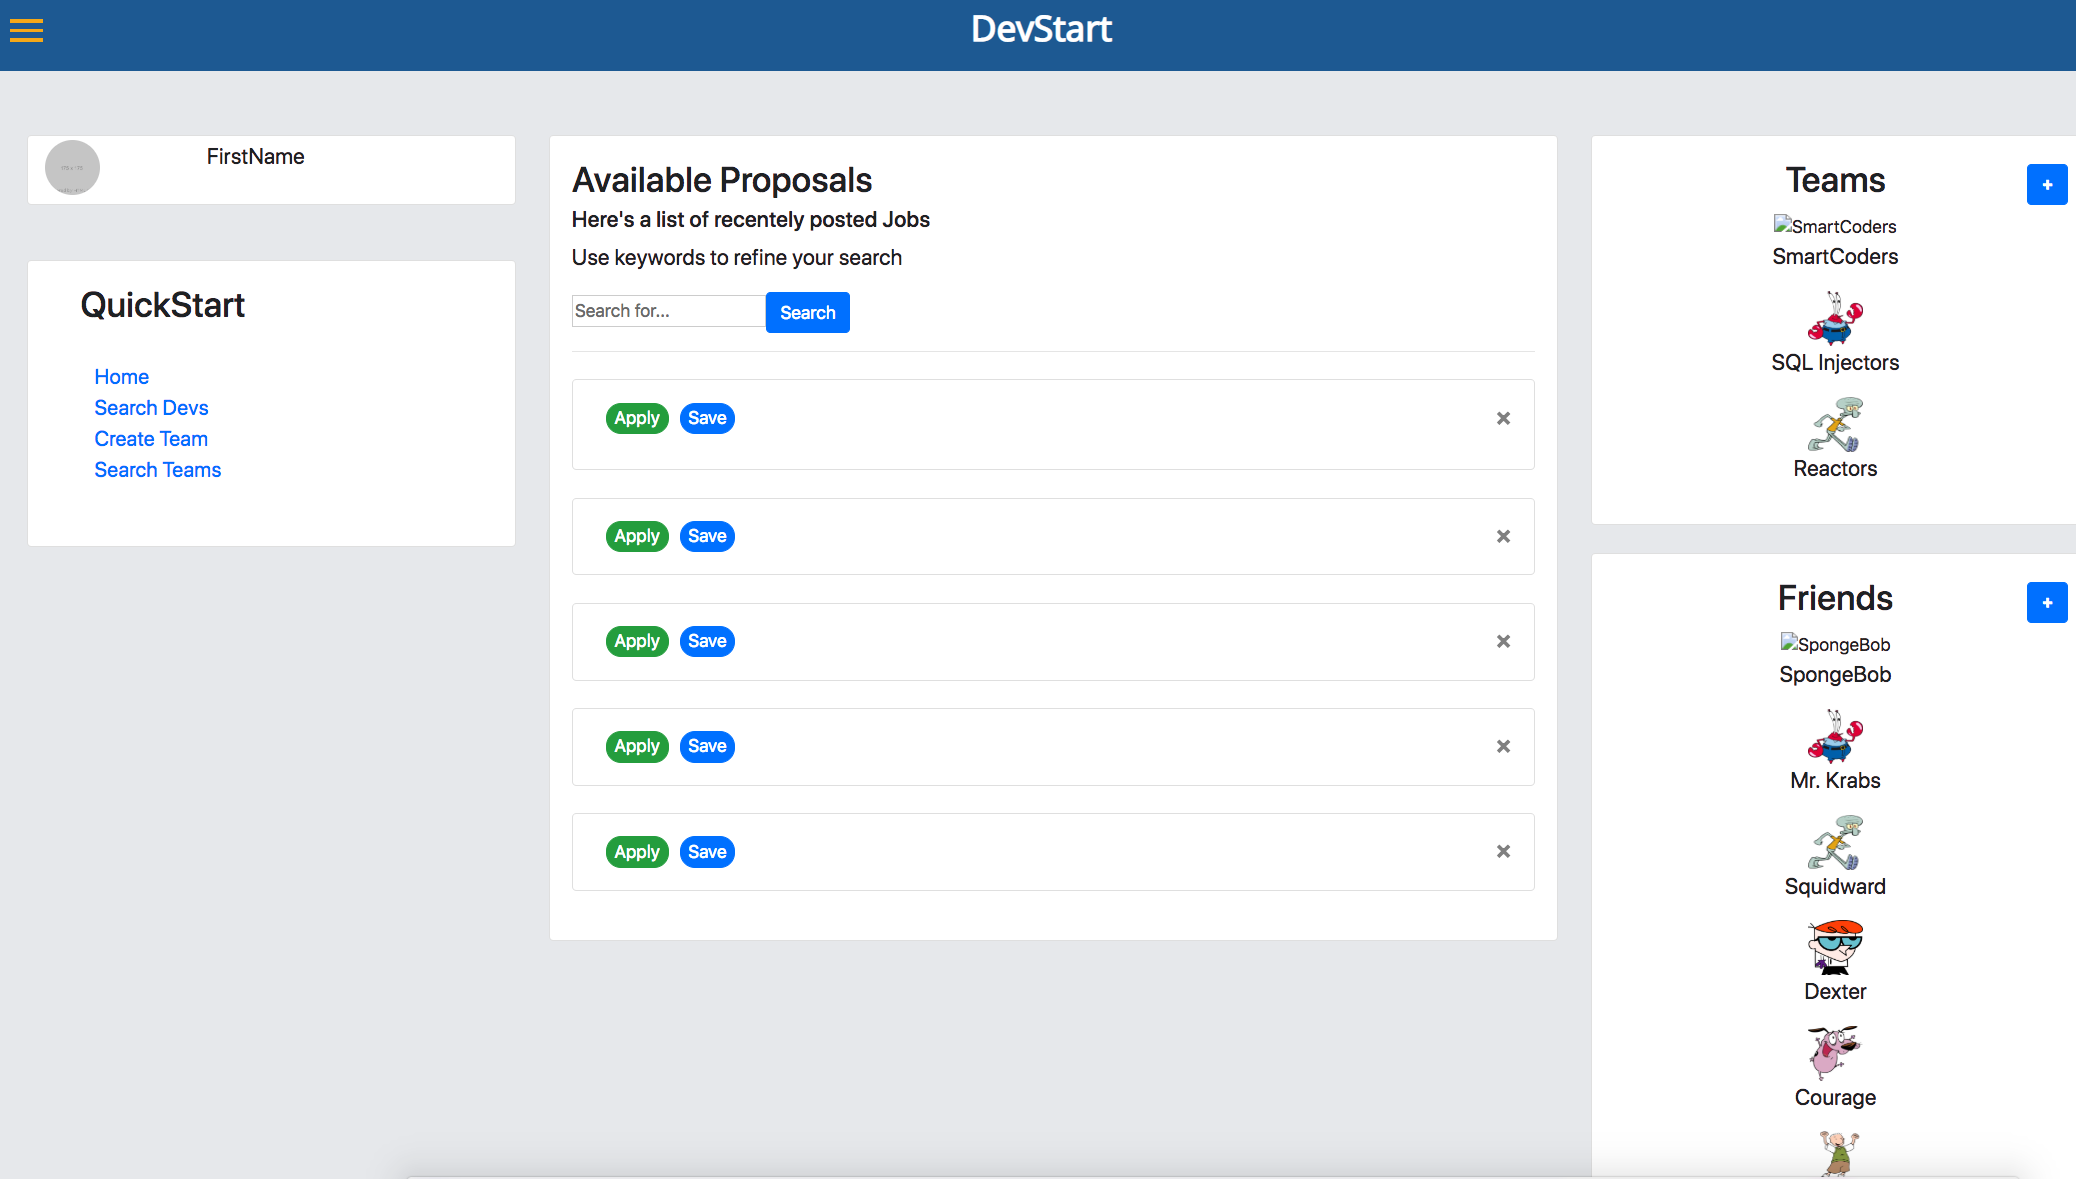 DevStart
FirstName
QuickStart
Home
Search Devs
Create Team
Search Teams
Available Proposals
Here's a list of recentely posted Jobs
Use keywords to refine your search
Search for...
Search
Apply Save ×
Apply Save ×
Apply Save ×
Apply Save ×
Apply Save ×
Teams +
SmartCoders
SmartCoders
SQL Injectors
Reactors
Friends +
SpongeBob
SpongeBob
Mr. Krabs
Squidward
Dexter
Courage